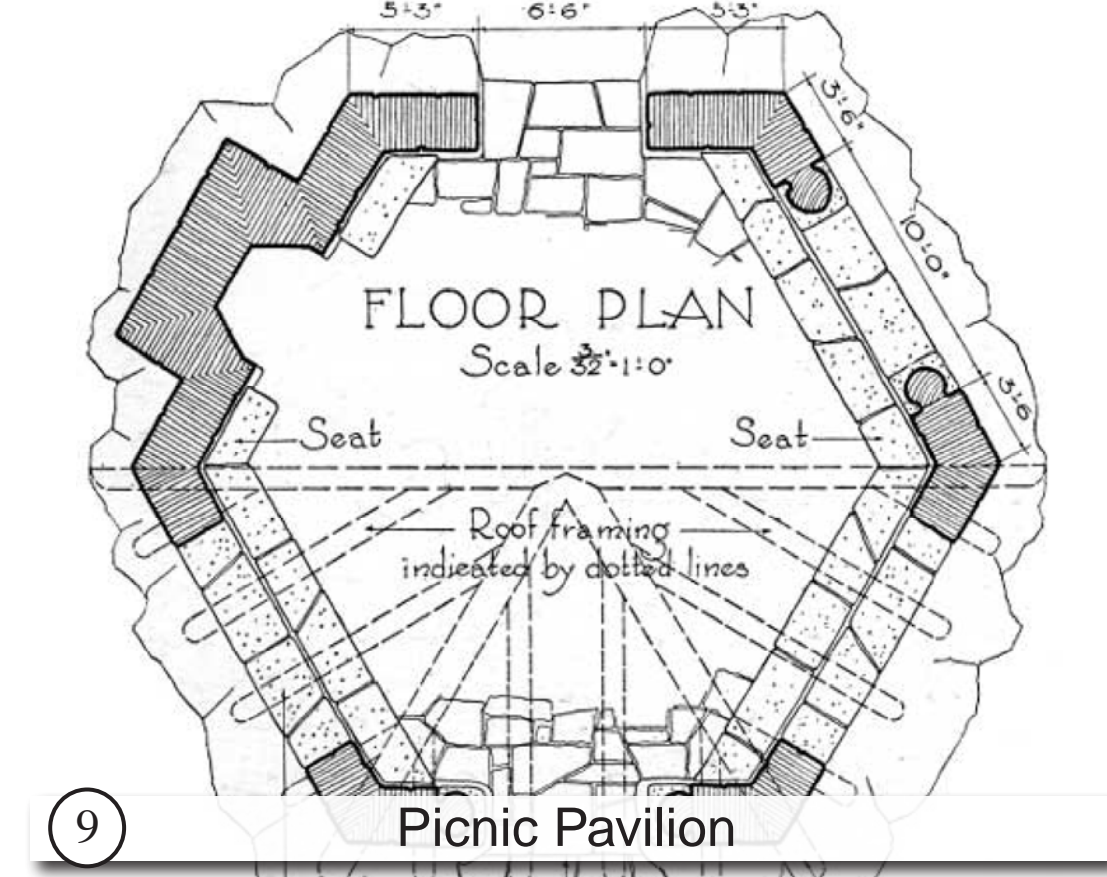 5'-3" 6'-6" 5'-3"
3'-6"
10'-0"
FLOOR PLAN
Scale 3/32"=1'-0"
3'-6
Seat Seat
Roof framing
indicated by dotted lines
9 Picnic Pavilion